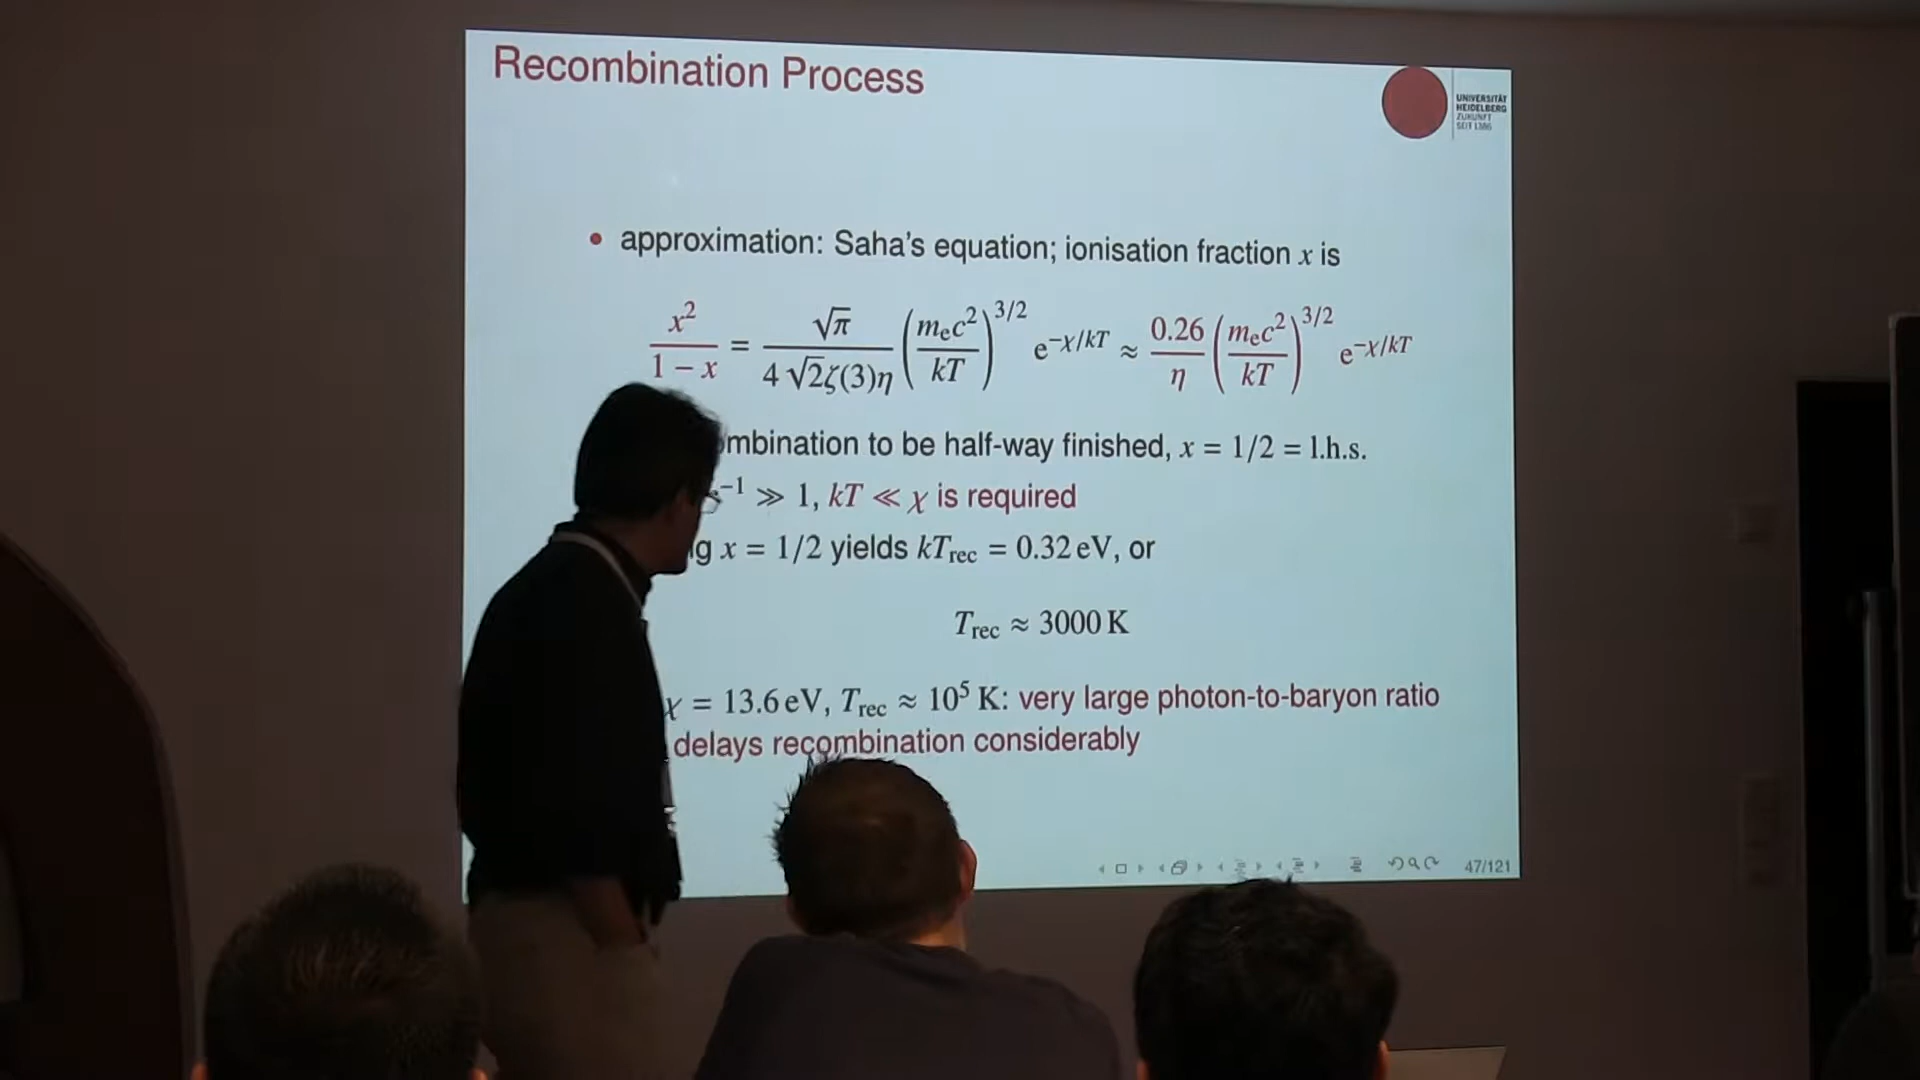 Recombination Process
UNIVERSITÄT
HEIDELBERG
ZUKUNFT
SEIT 1386
• approximation: Saha's equation; ionisation fraction x is
x²/(1 − x) = √π/(4√2ζ(3)η) (mₑc²/kT)^3/2 e^−χ/kT ≈ 0.26/η (mₑc²/kT)^3/2 e^−χ/kT
mbination to be half-way finished, x = 1/2 = l.h.s.
⁻¹ ≫ 1, kT ≪ χ is required
g x = 1/2 yields kT_rec = 0.32 eV, or
T_rec ≈ 3000 K
χ = 13.6 eV, T_rec ≈ 10⁵ K: very large photon-to-baryon ratio
delays recombination considerably
47/121